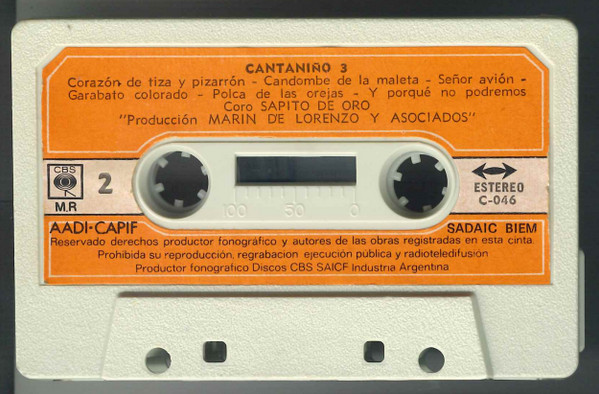 CANTANIÑO 3
Corazón de tiza y pizarrón - Candombe de la maleta - Señor avión -
Garabato colorado - Polca de las orejas - Y porqué no podremos
Coro SAPITO DE ORO
"Producción MARIN DE LORENZO Y ASOCIADOS"
CBS
M.R
2
100 50 0
ESTEREO
C-046
AADI-CAPIF
SADAIC BIEM
Reservado derechos productor fonográfico y autores de las obras registradas en esta cinta.
Prohibida su reproducción, regrabacion ejecución pública y radioteledifusión
Productor fonografico Discos CBS SAICF Industria Argentina